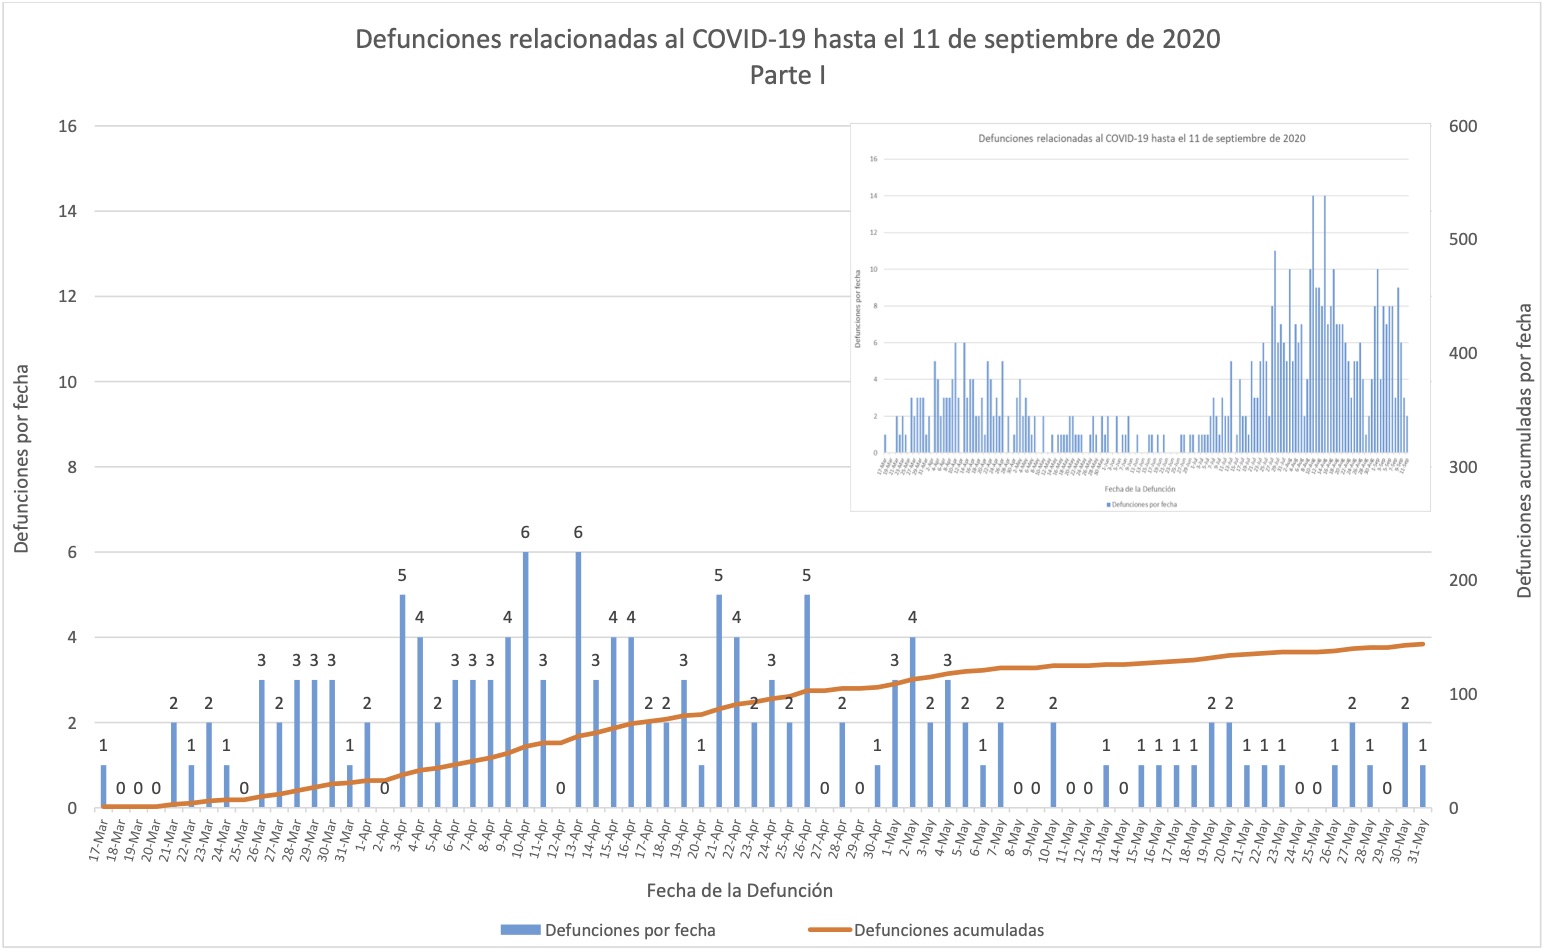 Defunciones relacionadas al COVID-19 hasta el 11 de septiembre de 2020
Parte I
Defunciones por fecha
16
14
12
10
8
6
4
2
0
600
500
400
300
200
100
0
Defunciones acumuladas por fecha
Defunciones relacionadas al COVID-19 hasta el 11 de septiembre de 2020
Defunciones por fecha
16
14
12
10
8
6
4
2
0
Fecha de la Defunción
Defunciones por fecha
1 0 0 0 2 1 2 1 0 3 2 3 3 3 1 2 0 5 4 2 3 3 3 4 6 3 0 6 3 4 4 2 2 3 1 5 4 2 3 2 5 0 2 0 1 3 4 2 3 2 1 2 0 0 2 0 0 1 0 1 1 1 1 2 2 1 1 1 0 0 1 2 1 0 2 1
17-Mar 18-Mar 19-Mar 20-Mar 21-Mar 22-Mar 23-Mar 24-Mar 25-Mar 26-Mar 27-Mar 28-Mar 29-Mar 30-Mar 31-Mar 1-Apr 2-Apr 3-Apr 4-Apr 5-Apr 6-Apr 7-Apr 8-Apr 9-Apr 10-Apr 11-Apr 12-Apr 13-Apr 14-Apr 15-Apr 16-Apr 17-Apr 18-Apr 19-Apr 20-Apr 21-Apr 22-Apr 23-Apr 24-Apr 25-Apr 26-Apr 27-Apr 28-Apr 29-Apr 30-Apr 1-May 2-May 3-May 4-May 5-May 6-May 7-May 8-May 9-May 10-May 11-May 12-May 13-May 14-May 15-May 16-May 17-May 18-May 19-May 20-May 21-May 22-May 23-May 24-May 25-May 26-May 27-May 28-May 29-May 30-May 31-May
Fecha de la Defunción
Defunciones por fecha
Defunciones acumuladas